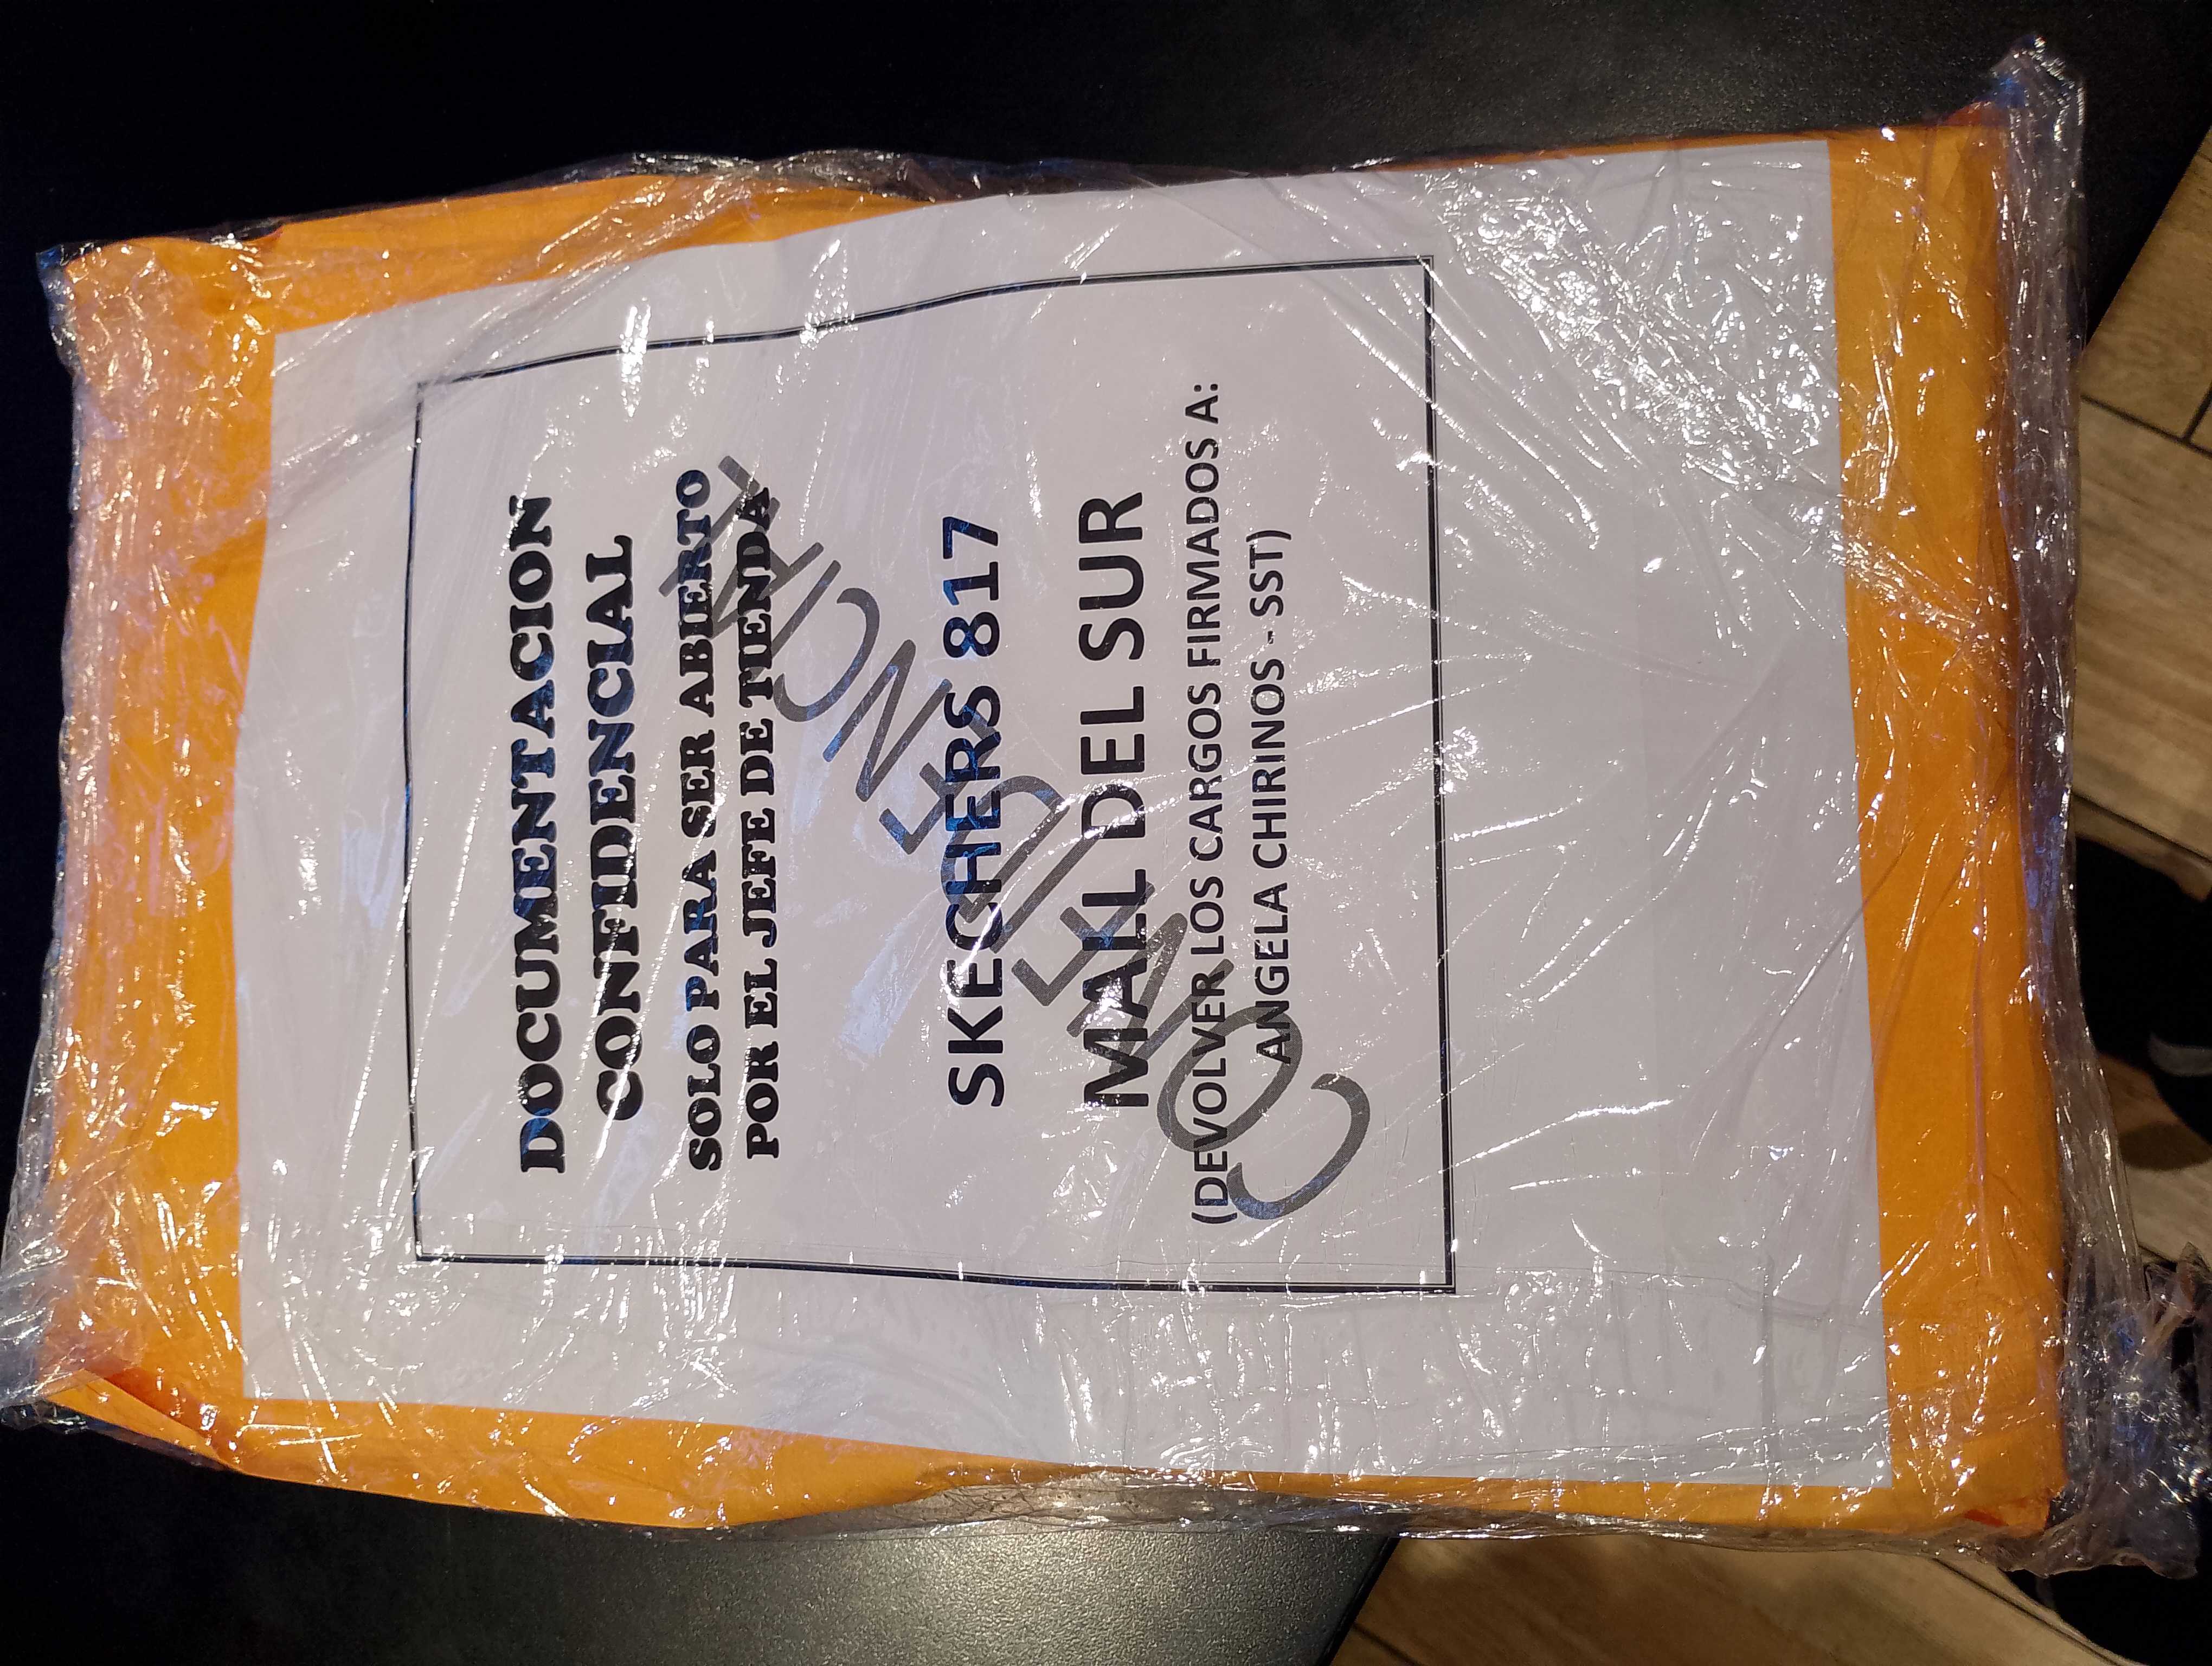 DOCUMENTACION
CONFIDENCIAL
SOLO PARA SER ABIERTO
POR EL JEFE DE TIENDA
SKECHERS 817
MALL DEL SUR
(DEVOLVER LOS CARGOS FIRMADOS A:
ANGELA CHIRINOS - SST)
CONFIDENCIAL